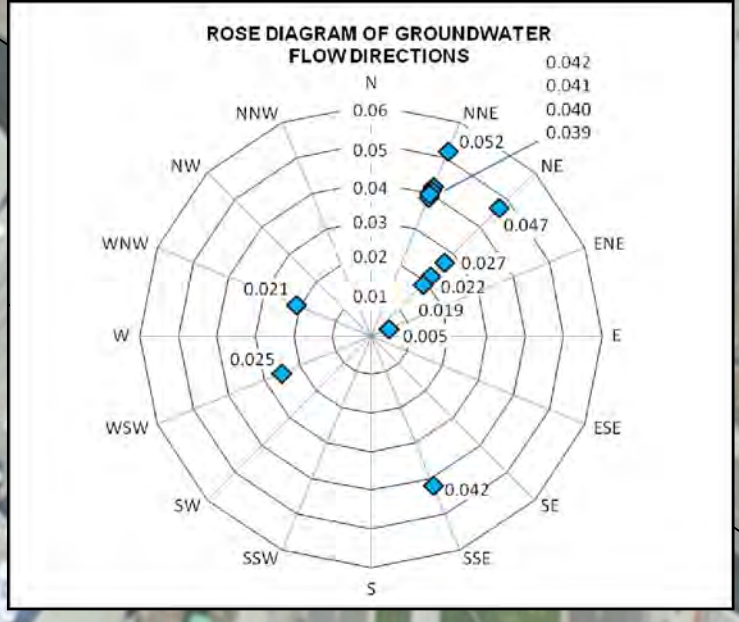 ROSE DIAGRAM OF GROUNDWATER
FLOW DIRECTIONS
0.042
0.041
0.040
0.039
N
NNW
0.06
NNE
0.052
0.05
NW
NE
0.04
0.047
0.03
WNW
ENE
0.02
0.027
0.021
0.022
0.01
0.019
W
0.005
E
0.025
WSW
ESE
0.042
SW
SE
SSW
SSE
S